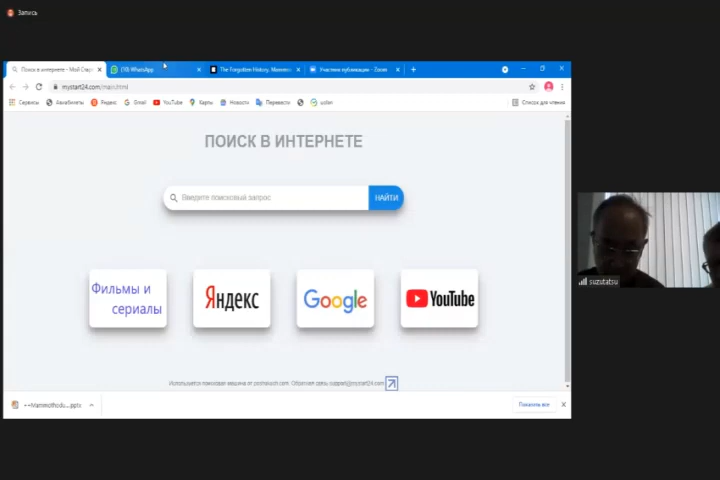 Запись
Поиск в интернете - Мой Старт
(10) WhatsApp
The Forgotten History. Mammo
Участник публикации - Zoom
mystart24.com/main.html
Сервисы
Авиабилеты
Яндекс
Gmail
YouTube
Карты
Новости
Перевести
Список для чтения
ПОИСК В ИНТЕРНЕТЕ
Введите поисковый запрос
НАЙТИ
Фильмы и
сериалы
Яндекс
Google
YouTube
suzutatsu
Показать все